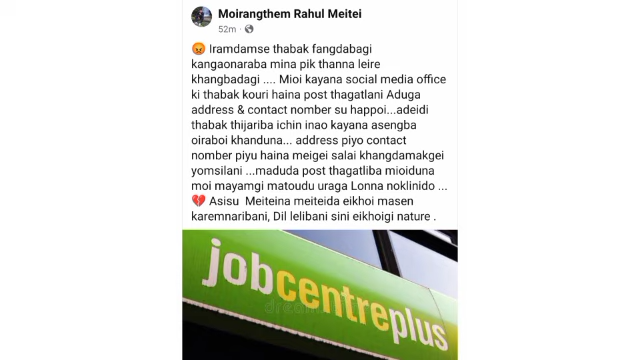 Moirangthem Rahul Meitei
52m ·
😡 Iramdamse thabak fangdabagi
kangaonaraba mina pik thanna leire
khangbadagi .... Mioi kayana social media office
ki thabak kouri haina post thagatlani Aduga
address & contact nomber su happoi...adeidi
thabak thijariba ichin inao kayana asengba
oiraboi khanduna... address piyo contact
nomber piyu haina meigei salai khangdamakgei
yomsilani ...maduda post thagatliba mioiduna
moi mayamgi matoudu uraga Lonna noklinido ...
💔 Asisu Meiteina meiteida eikhoi masen
karemnaribani, Dil lelibani sini eikhoigi nature .
jobcentreplus